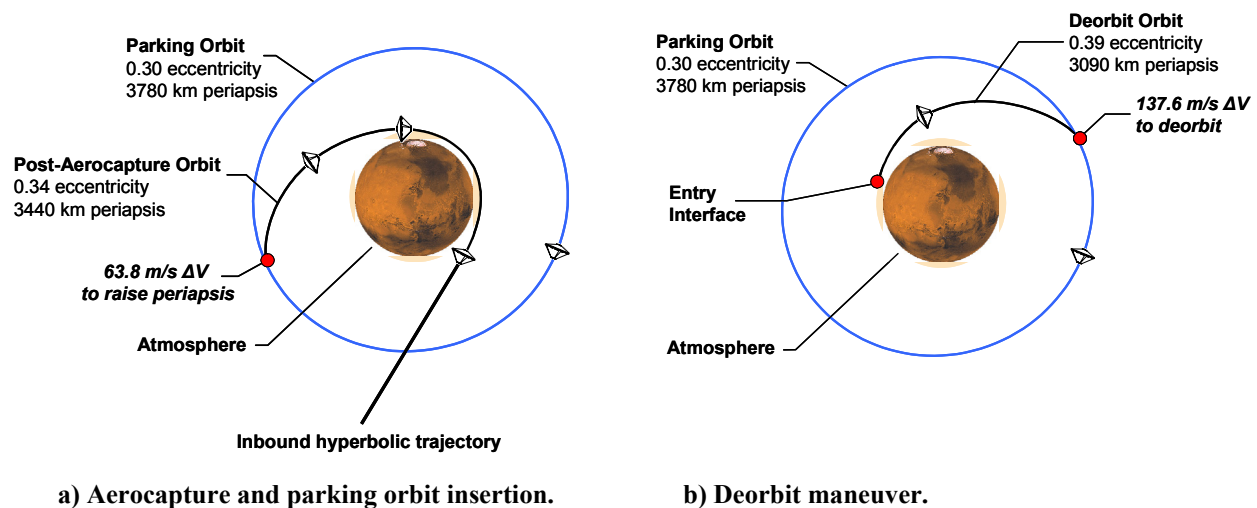 Parking Orbit
0.30 eccentricity
3780 km periapsis
Post-Aerocapture Orbit
0.34 eccentricity
3440 km periapsis
63.8 m/s ΔV
to raise periapsis
Atmosphere
Inbound hyperbolic trajectory
a) Aerocapture and parking orbit insertion.
Parking Orbit
0.30 eccentricity
3780 km periapsis
Deorbit Orbit
0.39 eccentricity
3090 km periapsis
137.6 m/s ΔV
to deorbit
Entry
Interface
Atmosphere
b) Deorbit maneuver.